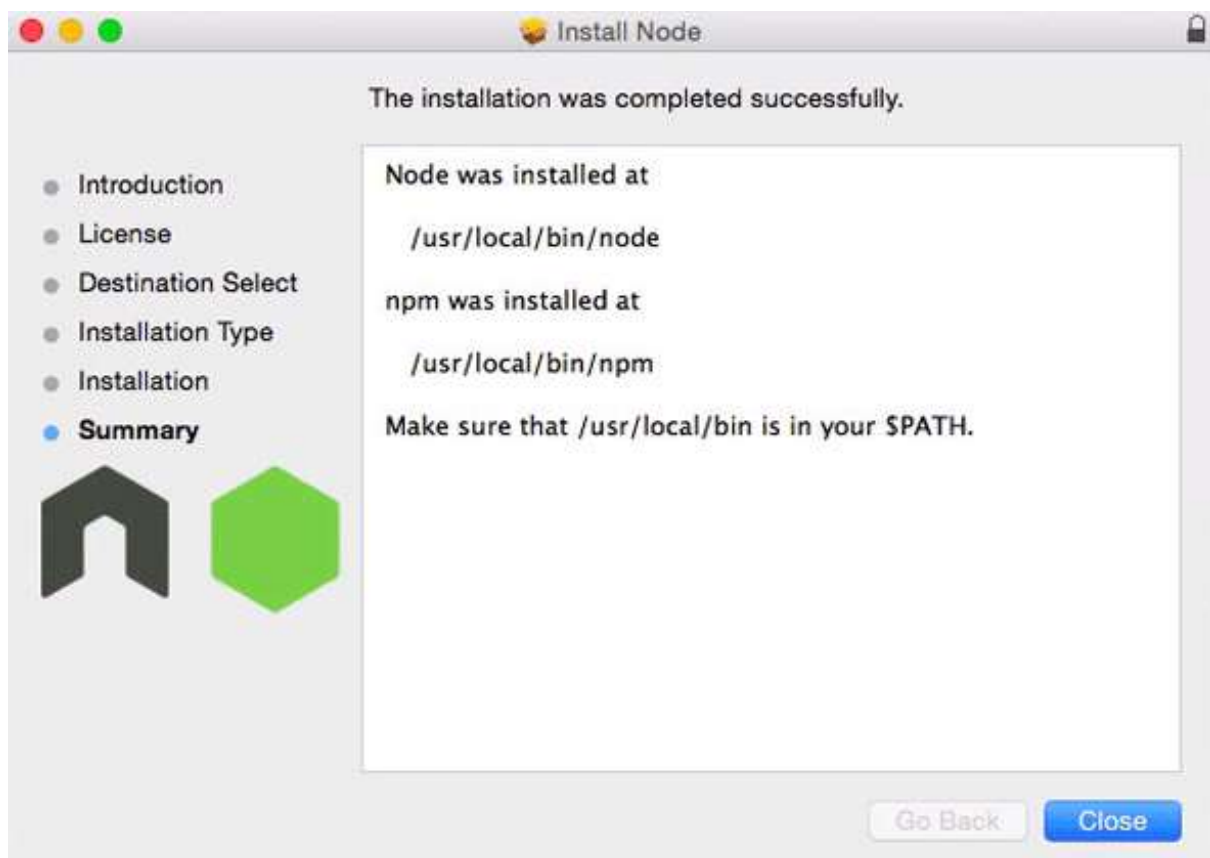 Install Node
The installation was completed successfully.
Introduction
License
Destination Select
Installation Type
Installation
Summary
Node was installed at
/usr/local/bin/node
npm was installed at
/usr/local/bin/npm
Make sure that /usr/local/bin is in your $PATH.
Go Back
Close